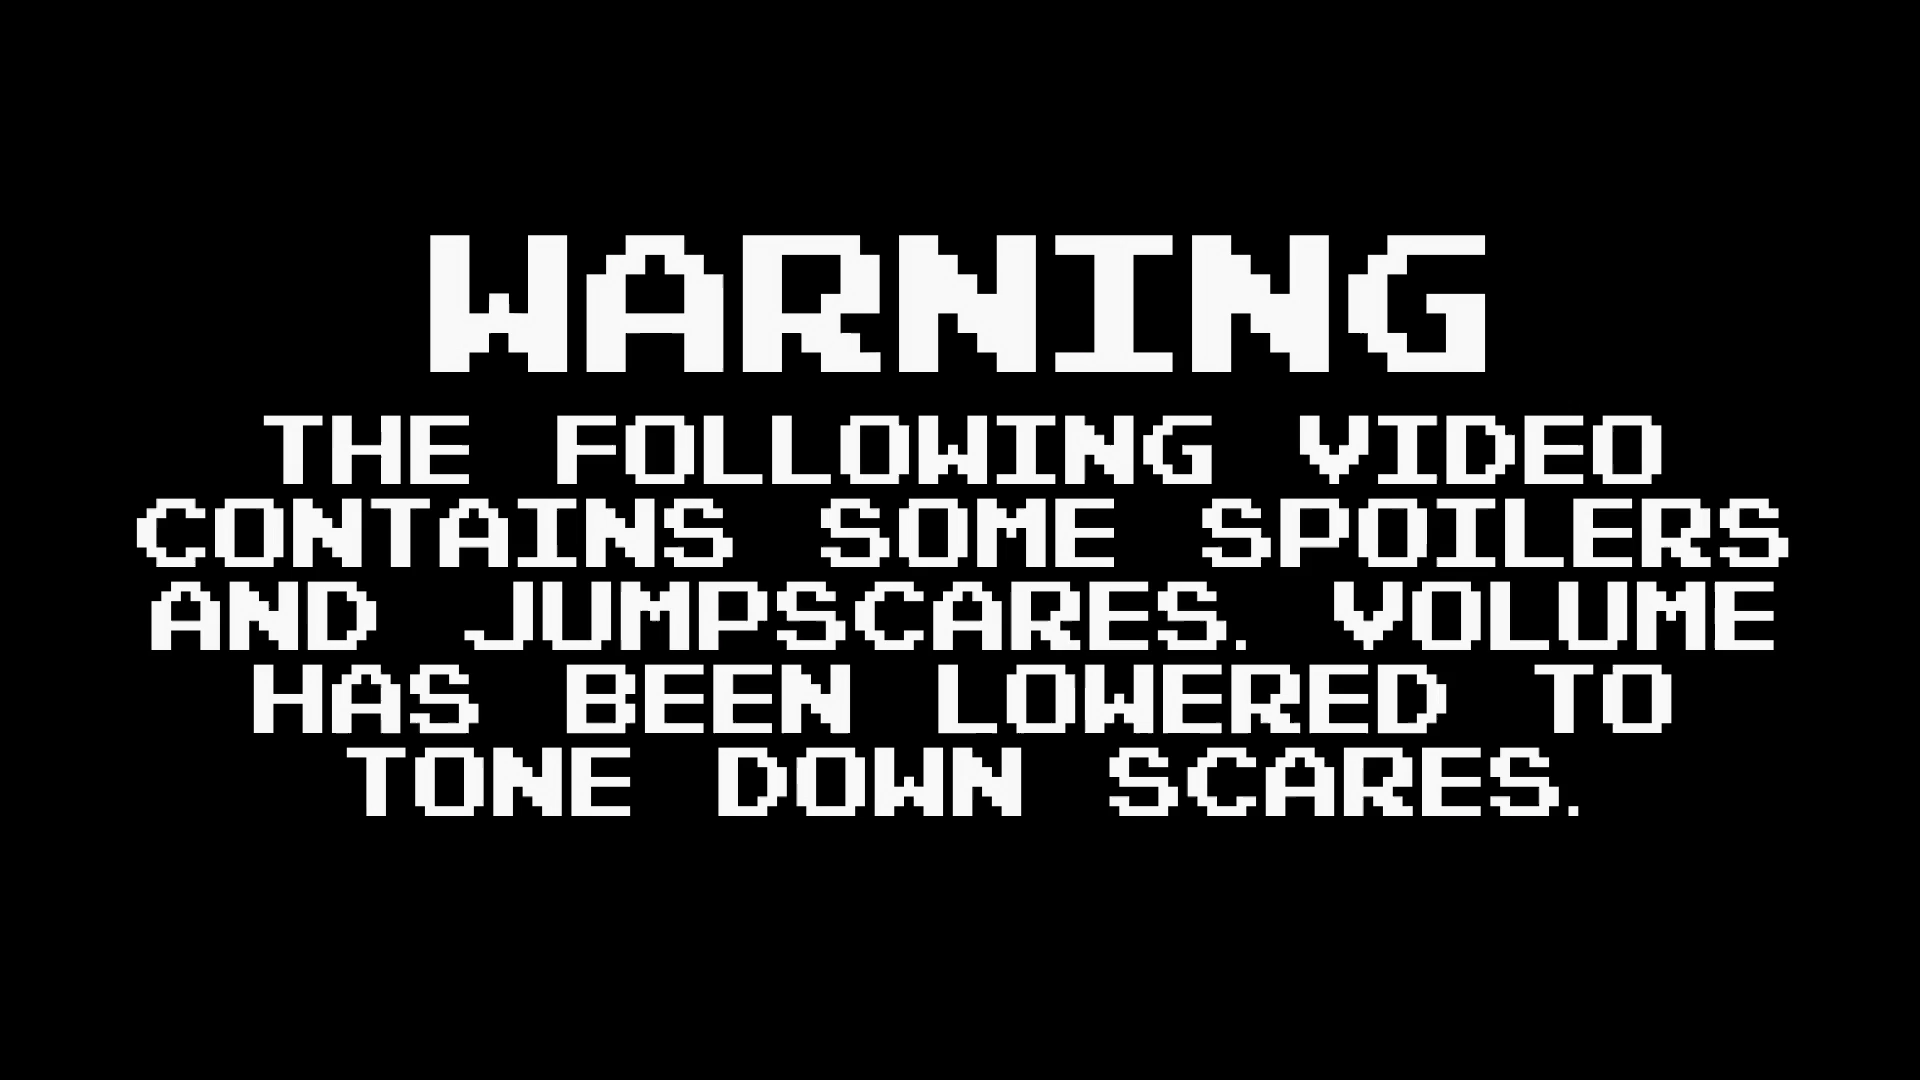 WARNING
THE FOLLOWING VIDEO
CONTAINS SOME SPOILERS
AND JUMPSCARES. VOLUME
HAS BEEN LOWERED TO
TONE DOWN SCARES.